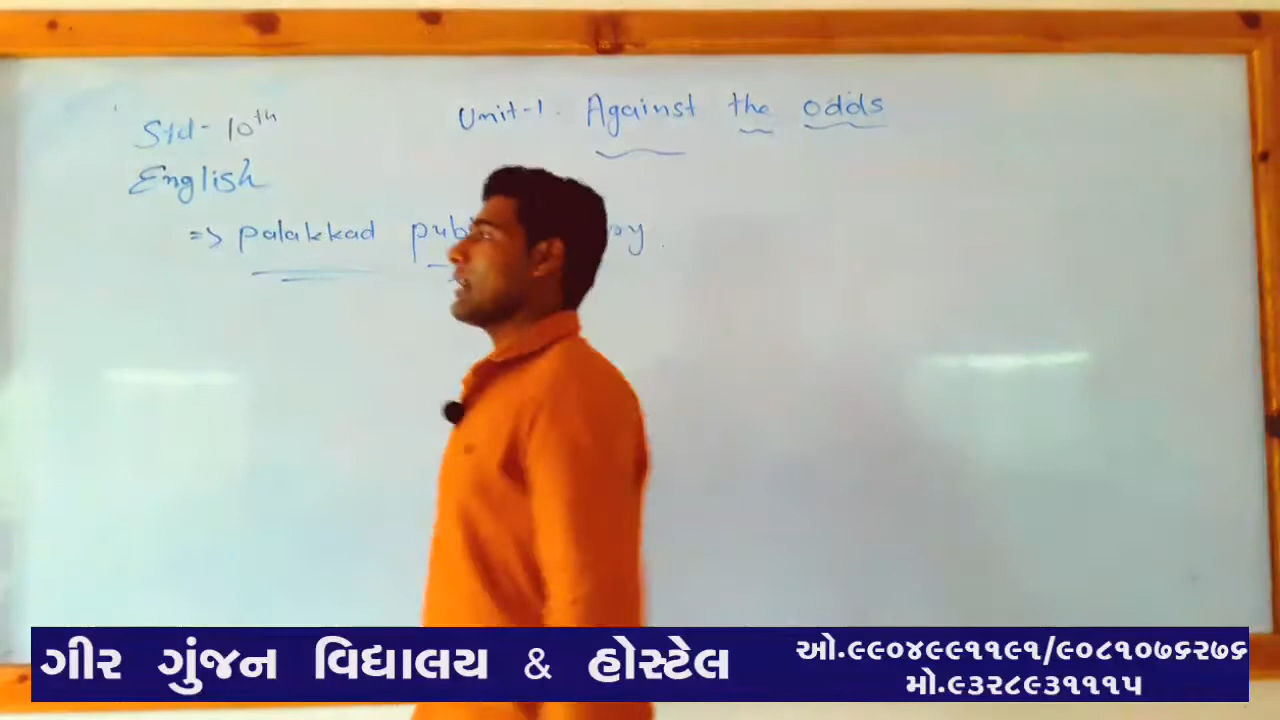 Unit-1. Against the odds
Std- 10th
English
=> palakkad
ગીર ગુંજન વિદ્યાલય & હોસ્ટેલ
ઓ.૯૯૦૪૯૯૧૧૯૧/૯૦૮૧૦૭૬૨૭૬
મો.૯૩૨૮૯૩૧૧૧૫